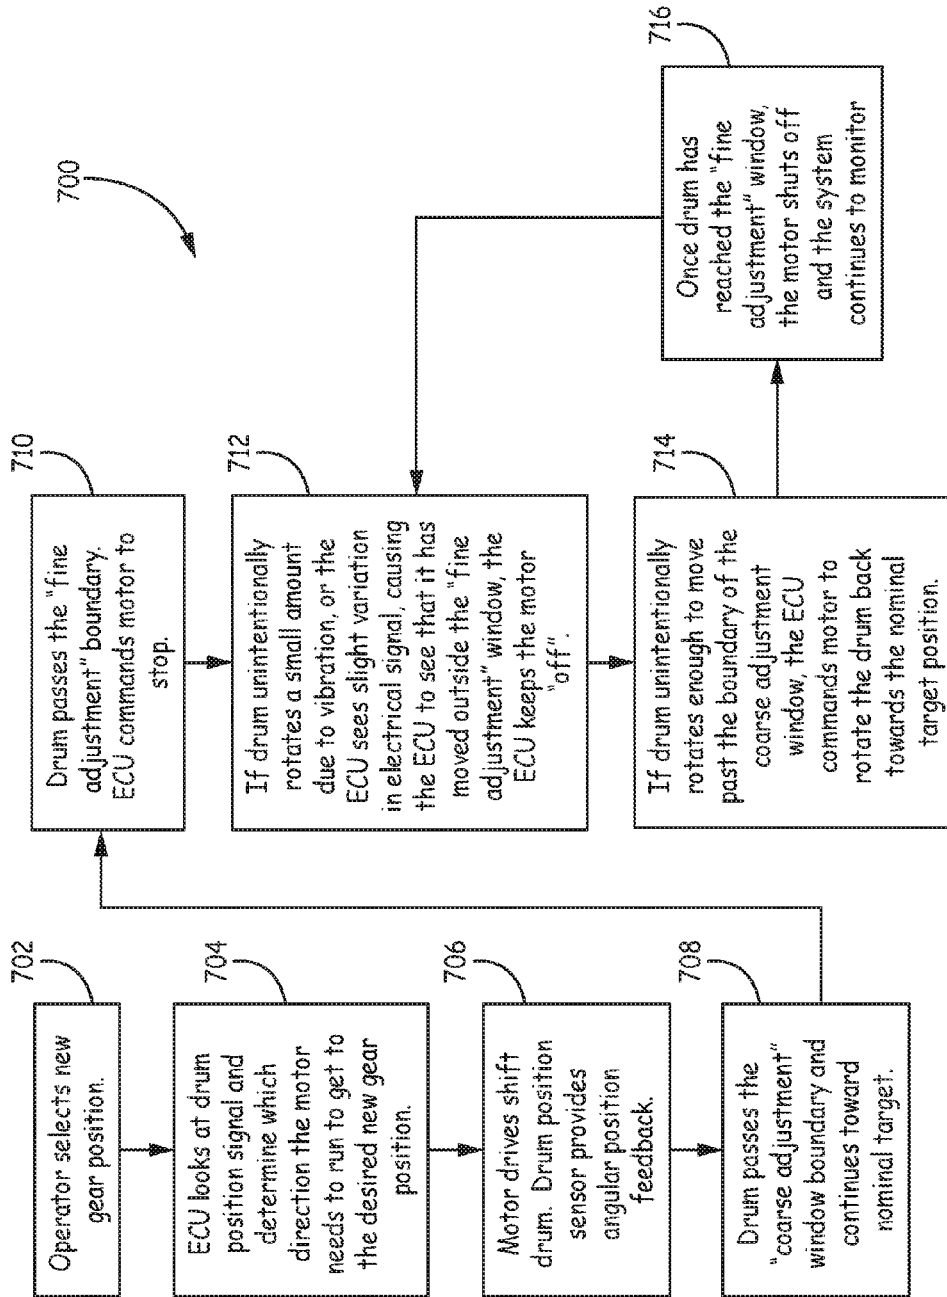 700
702
Operator selects new
gear position.
704
ECU looks at drum
position signal and
determine which
direction the motor
needs to run to get to
the desired new gear
position.
706
Motor drives shift
drum. Drum position
sensor provides
angular position
feedback.
708
Drum passes the
"coarse adjustment"
window boundary and
continues toward
nominal target.
710
Drum passes the "fine
adjustment" boundary.
ECU commands motor to
stop.
712
If drum unintentionally
rotates a small amount
due to vibration, or the
ECU sees slight variation
in electrical signal, causing
the ECU to see that it has
moved outside the "fine
adjustment" window, the
ECU keeps the motor
"off".
714
If drum unintentionally
rotates enough to move
past the boundary of the
coarse adjustment
window, the ECU
commands motor to
rotate the drum back
towards the nominal
target position.
716
Once drum has
reached the "fine
adjustment" window,
the motor shuts off
and the system
continues to monitor